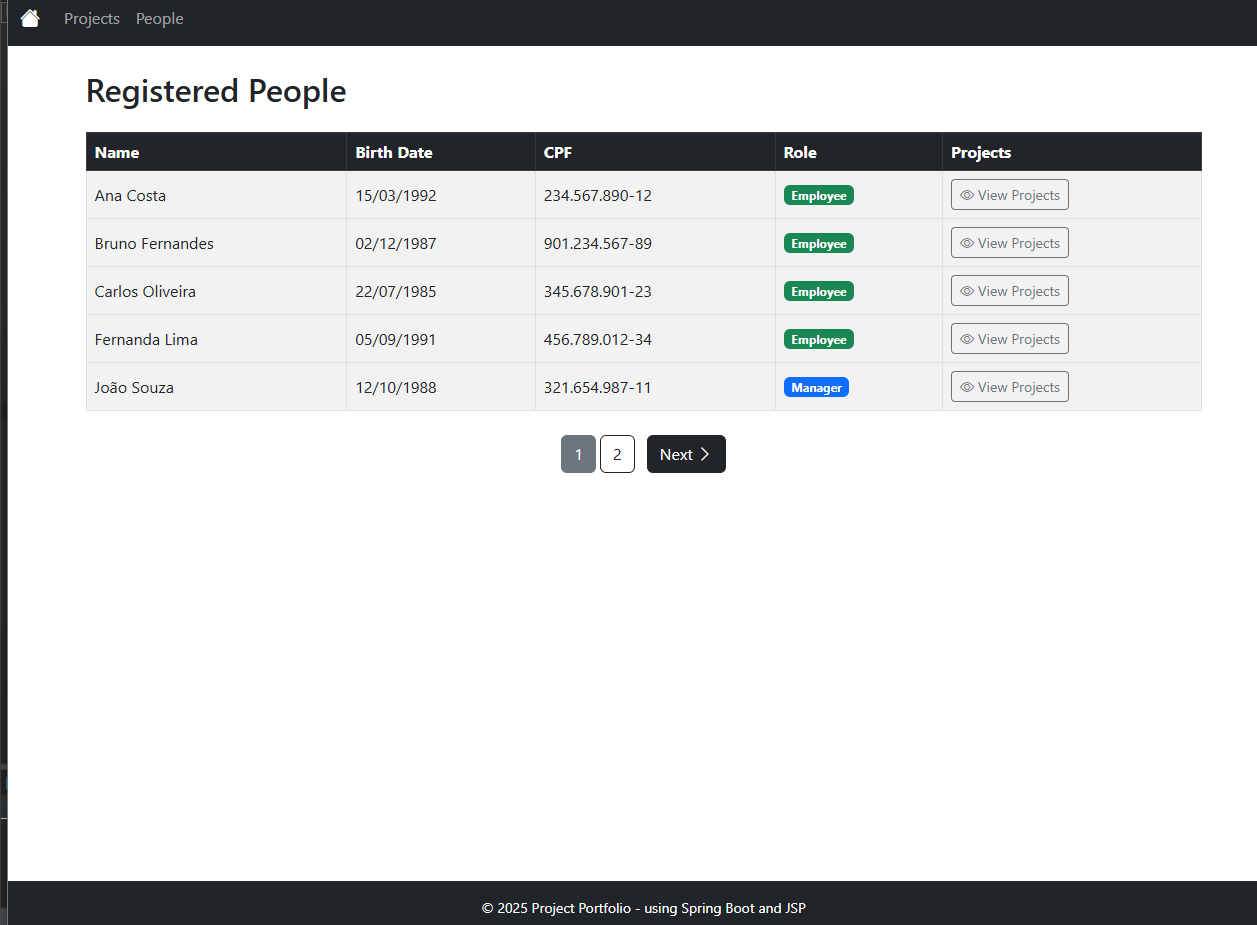 Projects People
Registered People
Name Birth Date CPF Role Projects
Ana Costa 15/03/1992 234.567.890-12 Employee View Projects
Bruno Fernandes 02/12/1987 901.234.567-89 Employee View Projects
Carlos Oliveira 22/07/1985 345.678.901-23 Employee View Projects
Fernanda Lima 05/09/1991 456.789.012-34 Employee View Projects
João Souza 12/10/1988 321.654.987-11 Manager View Projects
1 2 Next
© 2025 Project Portfolio - using Spring Boot and JSP